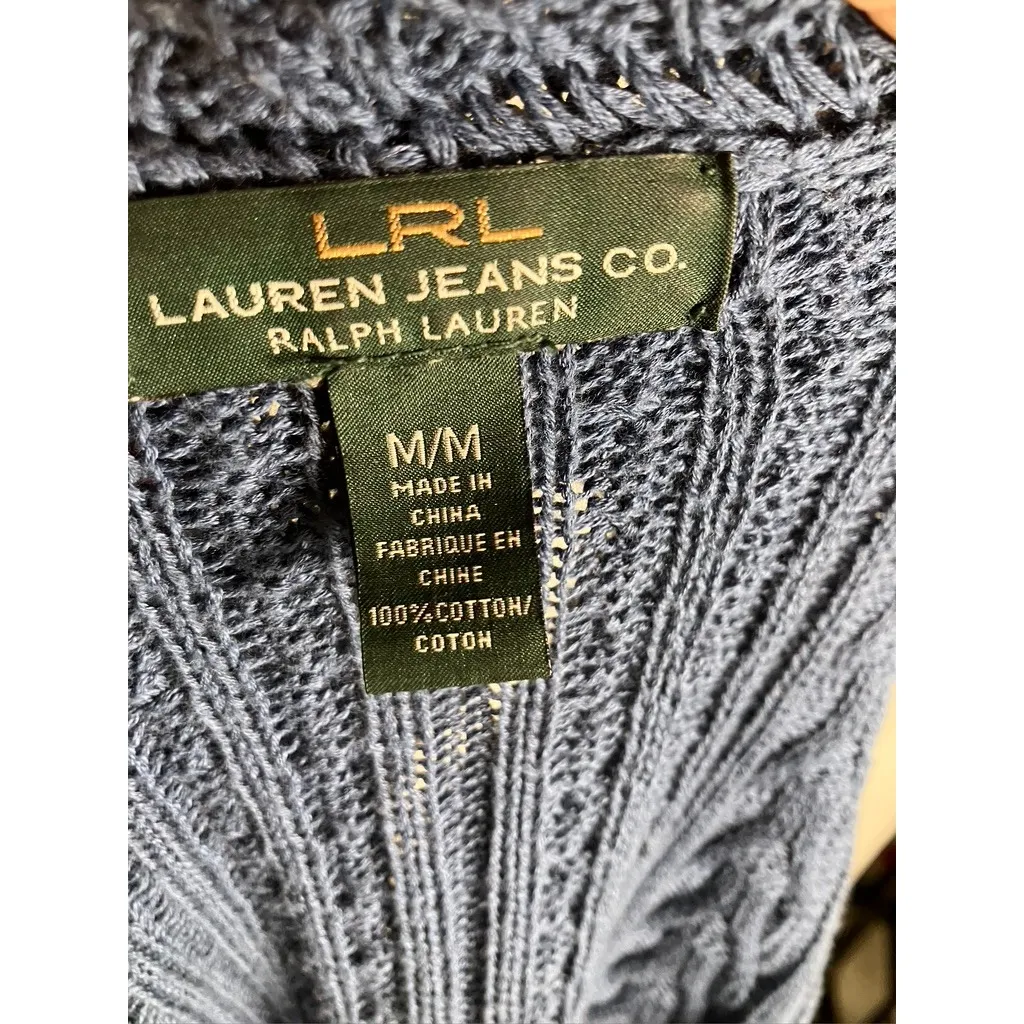 LRL
LAUREN JEANS CO.
RALPH LAUREN
M/M
MADE IN
CHINA
FABRIQUE EN
CHINE
100% COTTON/
COTON